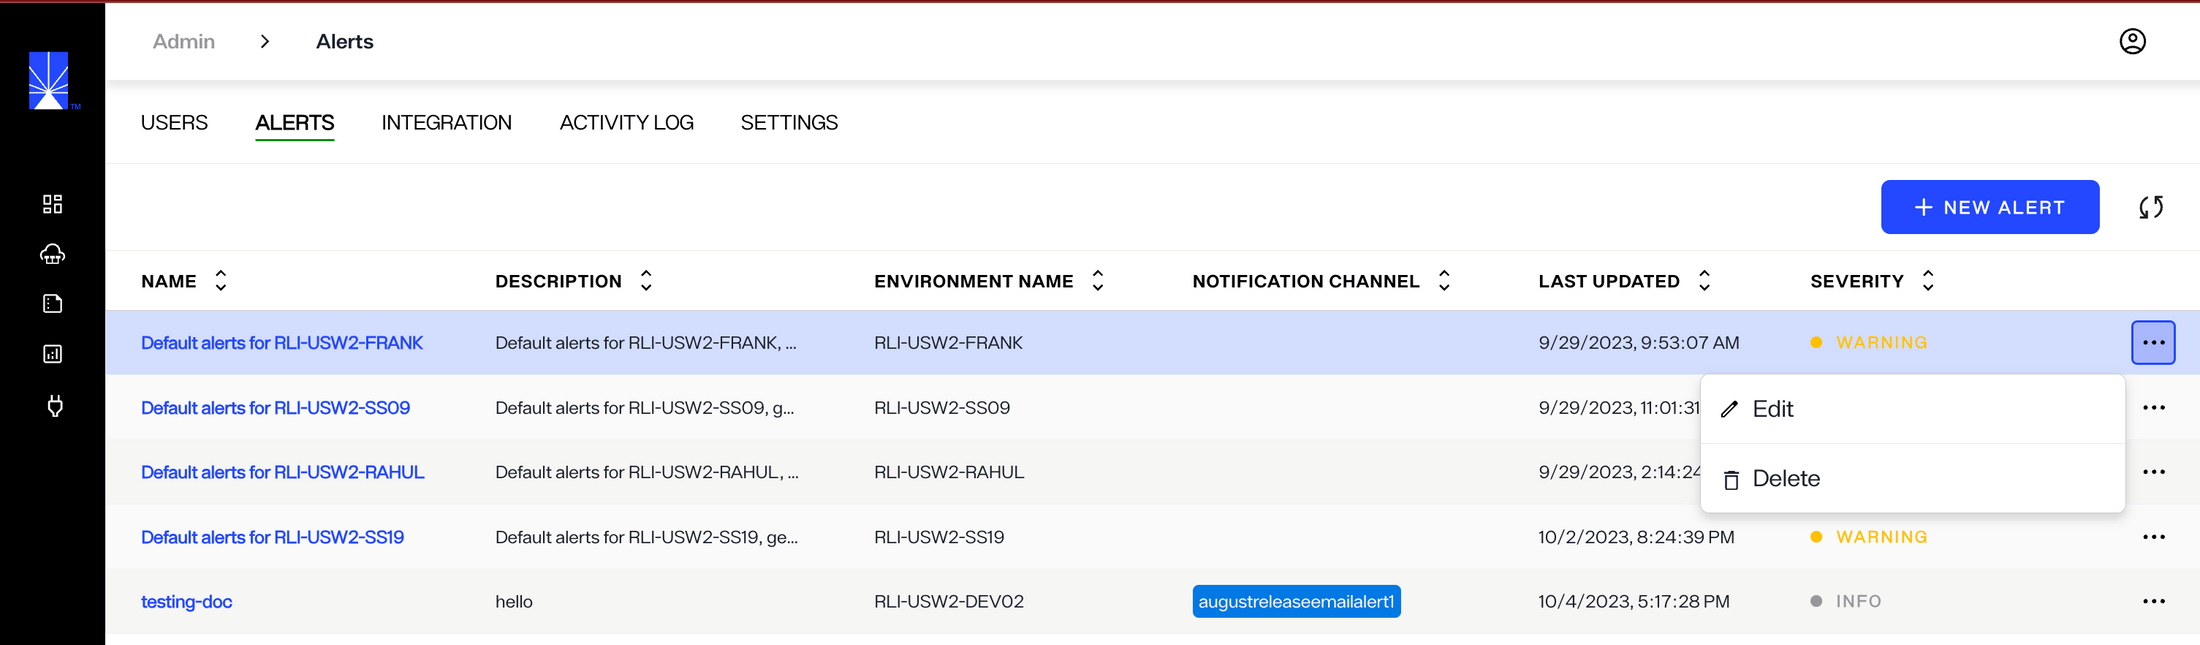 Admin > Alerts
TM
USERS ALERTS INTEGRATION ACTIVITY LOG SETTINGS
+ NEW ALERT
NAME DESCRIPTION ENVIRONMENT NAME NOTIFICATION CHANNEL LAST UPDATED SEVERITY
Default alerts for RLI-USW2-FRANK Default alerts for RLI-USW2-FRANK, ... RLI-USW2-FRANK 9/29/2023, 9:53:07 AM WARNING
Default alerts for RLI-USW2-SS09 Default alerts for RLI-USW2-SS09, g... RLI-USW2-SS09 9/29/2023, 11:01:31
Edit
Default alerts for RLI-USW2-RAHUL Default alerts for RLI-USW2-RAHUL, ... RLI-USW2-RAHUL 9/29/2023, 2:14:24
Delete
Default alerts for RLI-USW2-SS19 Default alerts for RLI-USW2-SS19, ge... RLI-USW2-SS19 10/2/2023, 8:24:39 PM WARNING
testing-doc hello RLI-USW2-DEV02 augustreleaseemailalert1 10/4/2023, 5:17:28 PM INFO